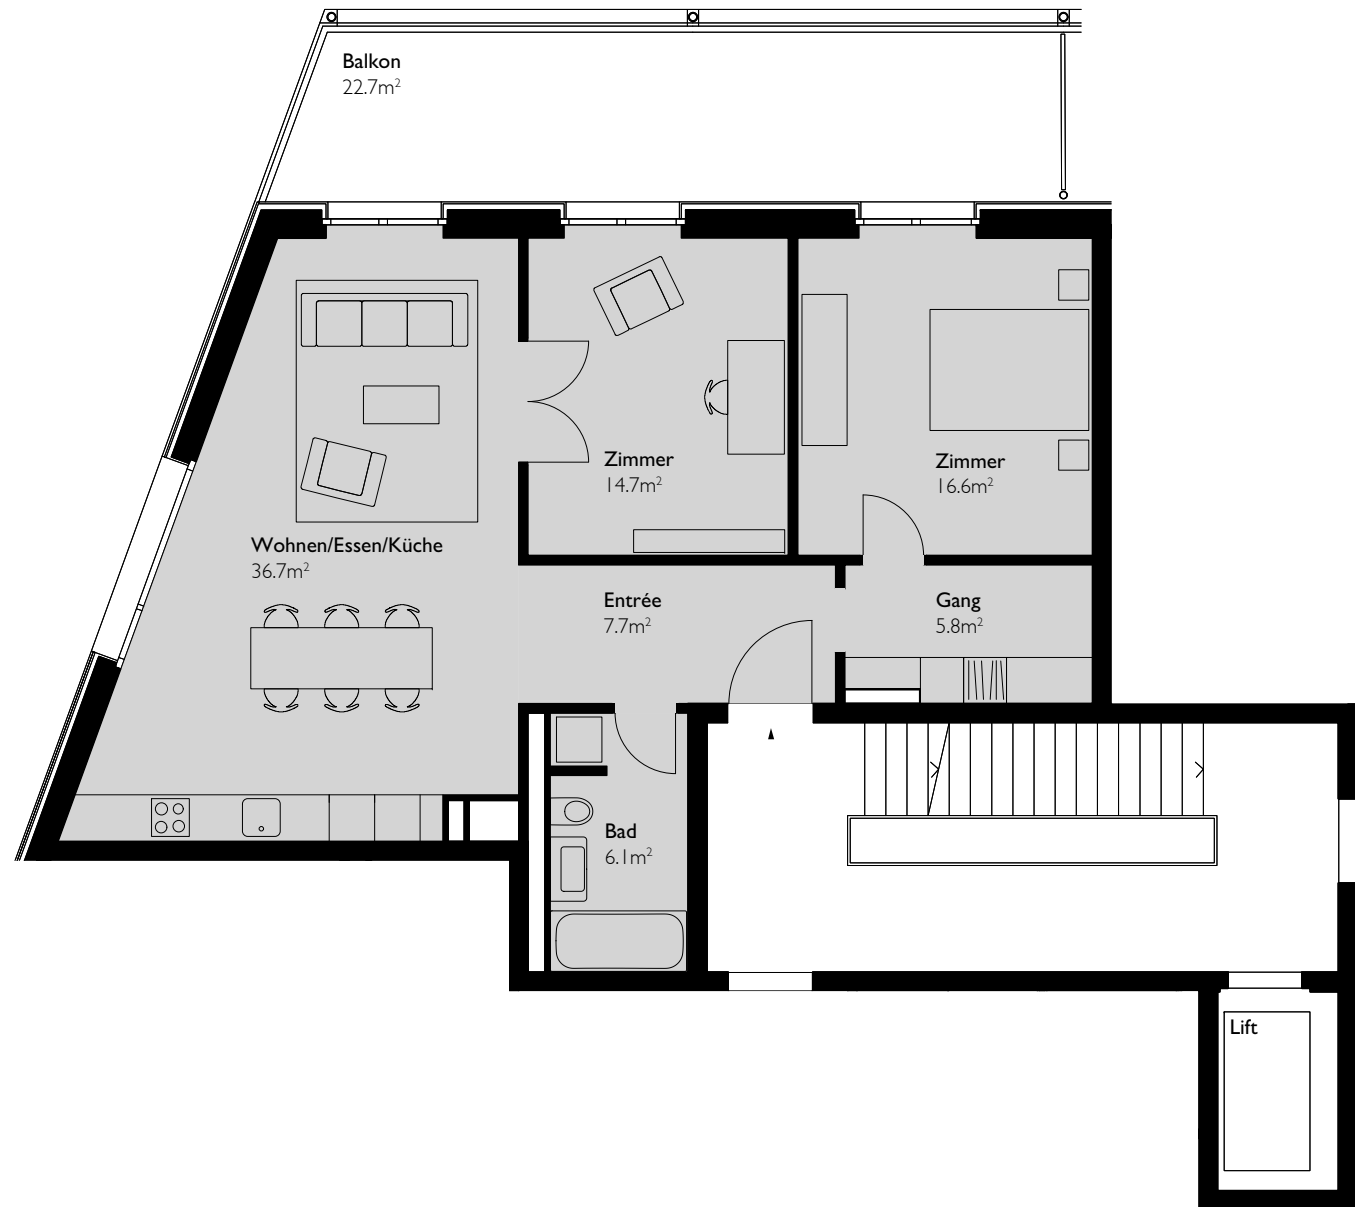 Balkon
22.7m²
Zimmer
14.7m²
Zimmer
16.6m²
Wohnen/Essen/Küche
36.7m²
Entrée
7.7m²
Gang
5.8m²
Bad
6.1m²
Lift